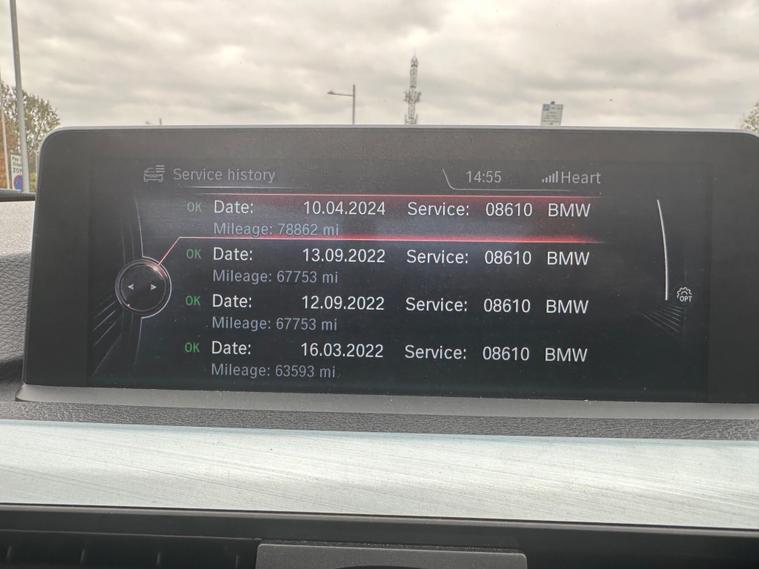 Service history 14:55 Heart
OK Date: 10.04.2024 Service: 08610 BMW
Mileage: 78862 mi
OK Date: 13.09.2022 Service: 08610 BMW
Mileage: 67753 mi
OPT
OK Date: 12.09.2022 Service: 08610 BMW
Mileage: 67753 mi
OK Date: 16.03.2022 Service: 08610 BMW
Mileage: 63593 mi